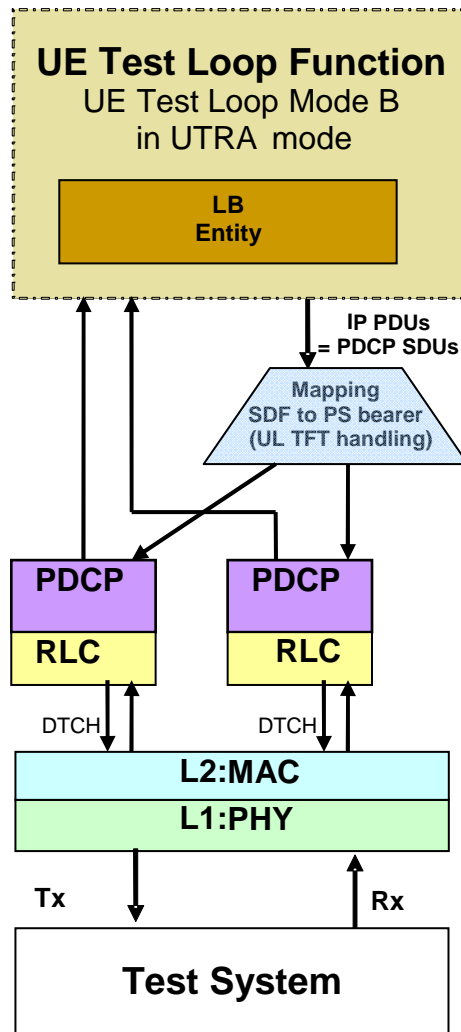 UE Test Loop Function
UE Test Loop Mode B
in UTRA mode
LB
Entity
IP PDUs
= PDCP SDUs
Mapping
SDF to PS bearer
(UL TFT handling)
PDCP
PDCP
RLC
RLC
DTCH
DTCH
L2:MAC
L1:PHY
Tx
Rx
Test System